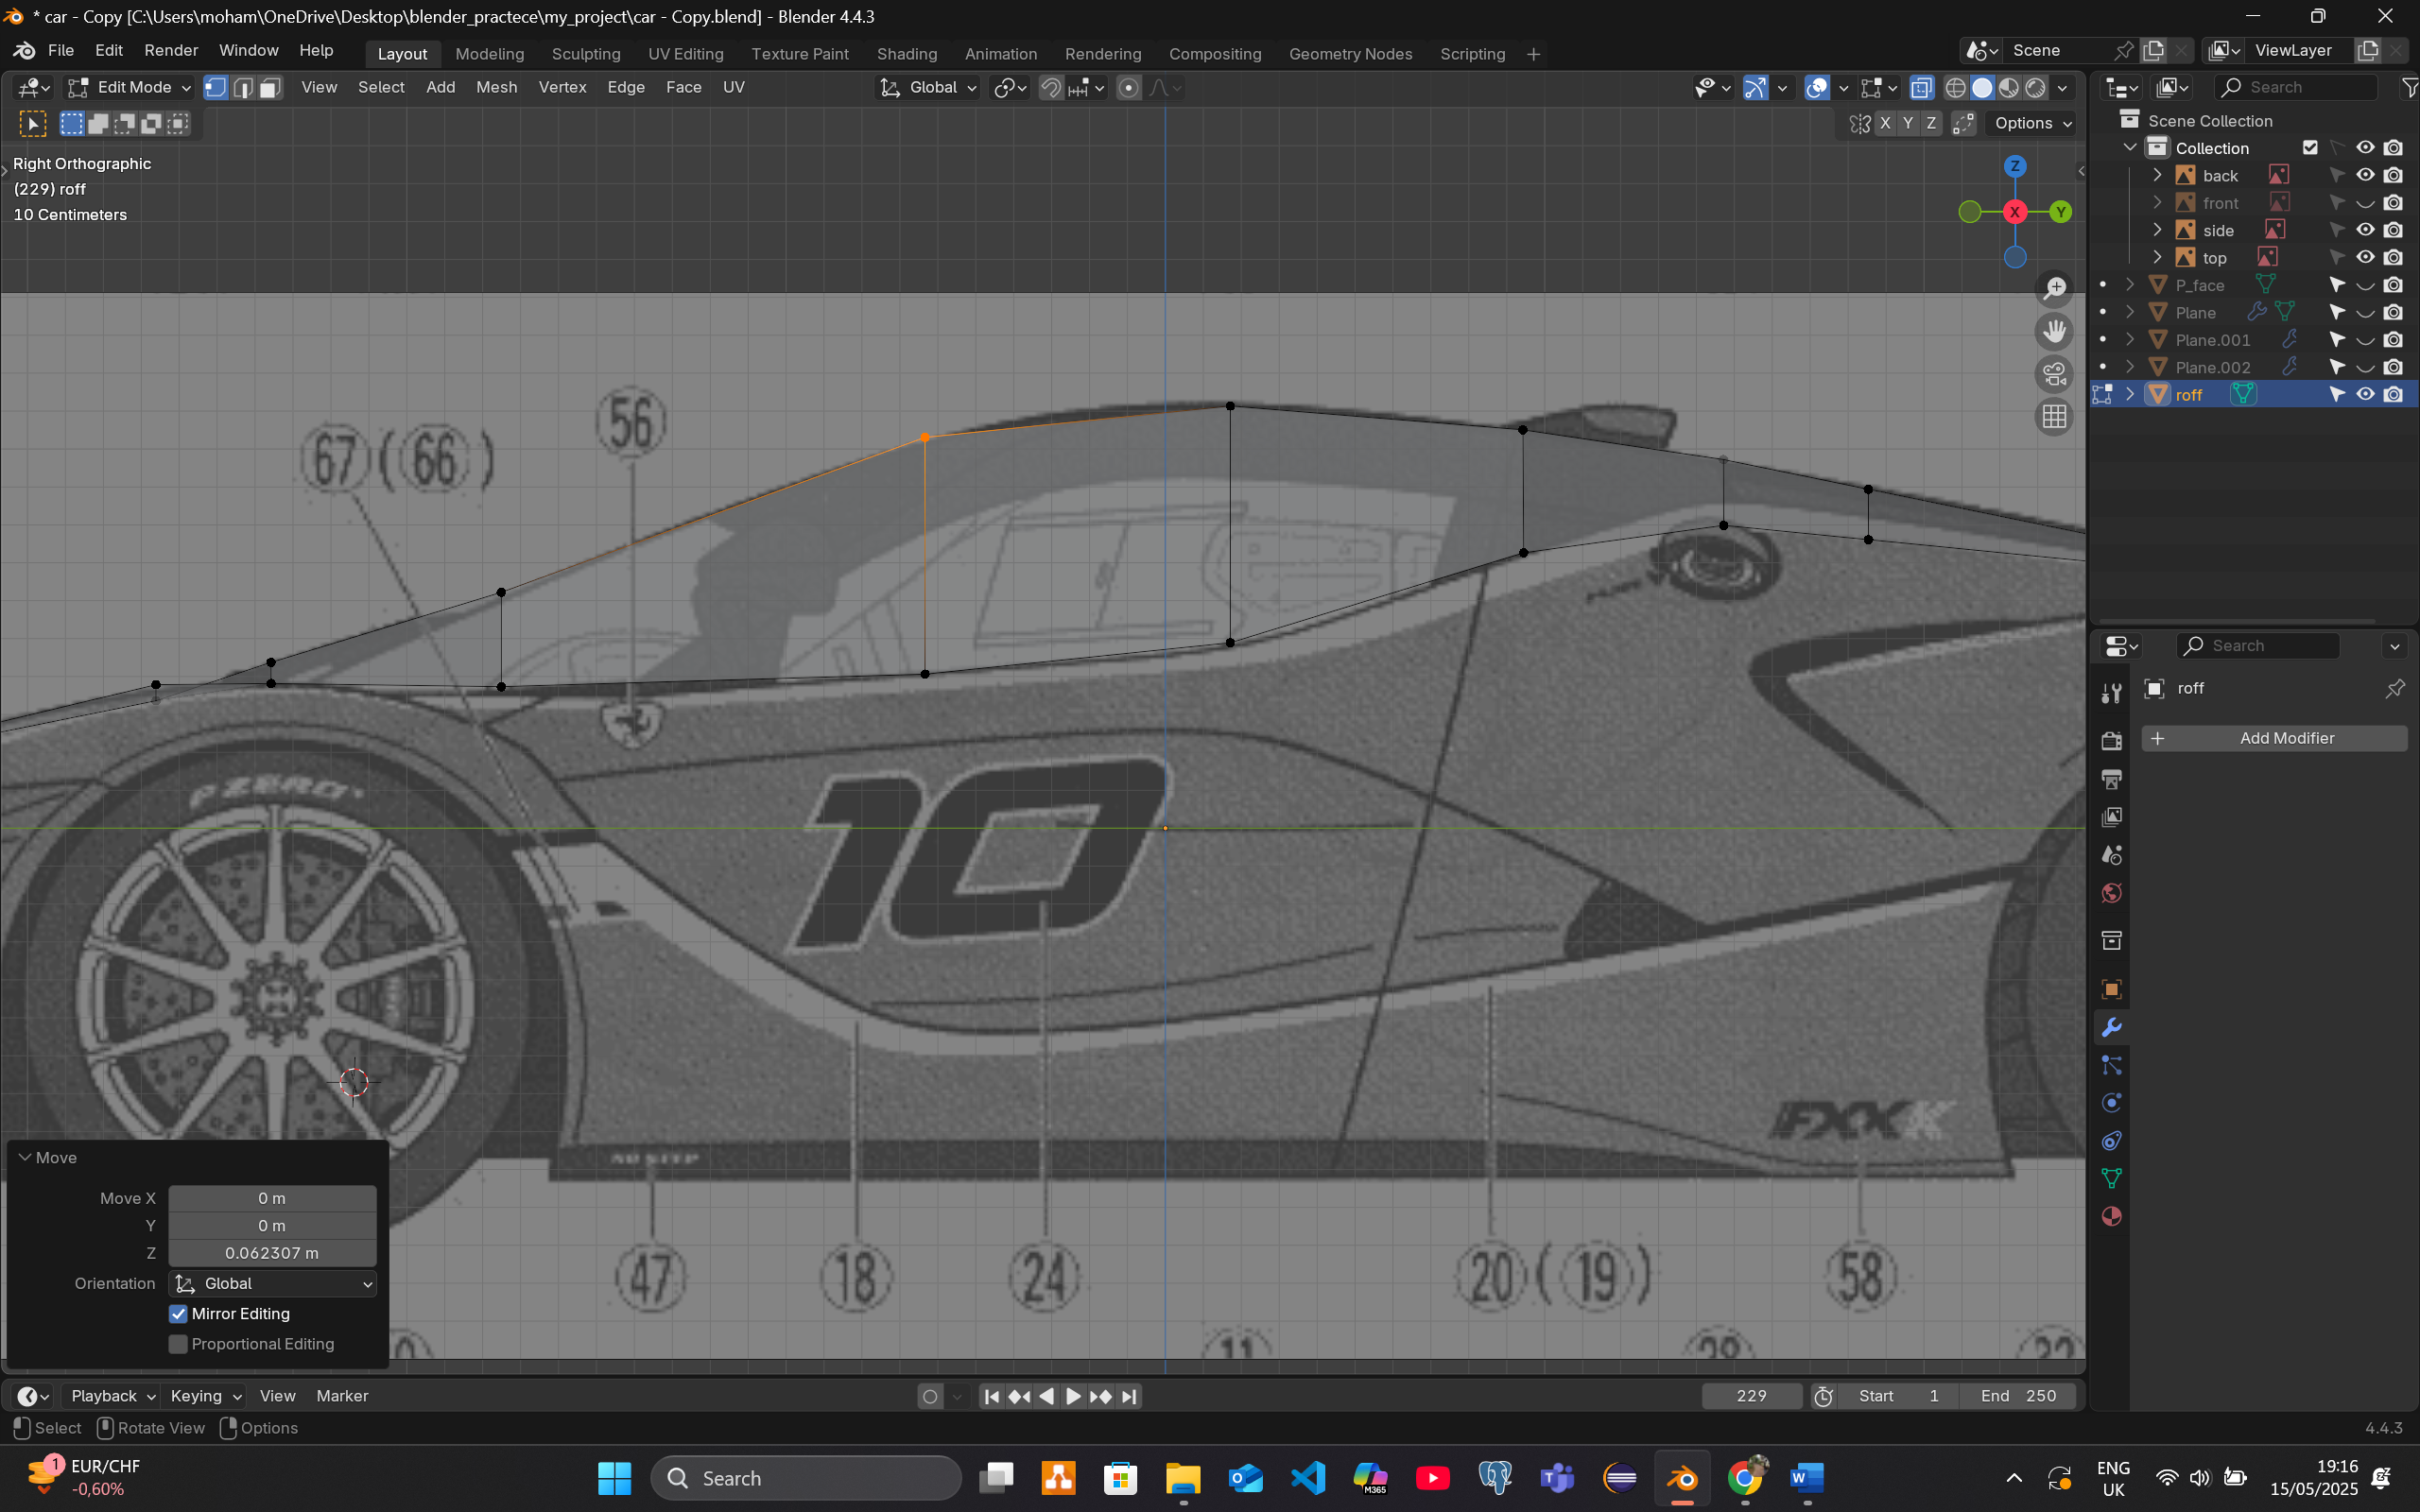 * car - Copy [C:\Users\moham\OneDrive\Desktop\blender_practece\my_project\car - Copy.blend] - Blender 4.4.3
File Edit Render Window Help Layout Modeling Sculpting UV Editing Texture Paint Shading Animation Rendering Compositing Geometry Nodes Scripting + Scene ViewLayer
Edit Mode View Select Add Mesh Vertex Edge Face UV Global Search
X Y Z Options
Scene Collection
Right Orthographic
Collection
(229) roff
back
10 Centimeters
front
side
top
P_face
Plane
Plane.001
Plane.002
roff
Z
X
Y
56
67 (66)
Search
roff
Add Modifier
P ZERO
10
FXX K
NO STEP
Move
Move X 0 m
Y 0 m
Z 0.062307 m
Orientation Global
Mirror Editing
Proportional Editing
47 18 24 20 (19) 58
11
Playback Keying View Marker 229 Start 1 End 250
Select Rotate View Options 4.4.3
1
EUR/CHF
-0,60%
Search
M365
ENG
UK
19:16
15/05/2025